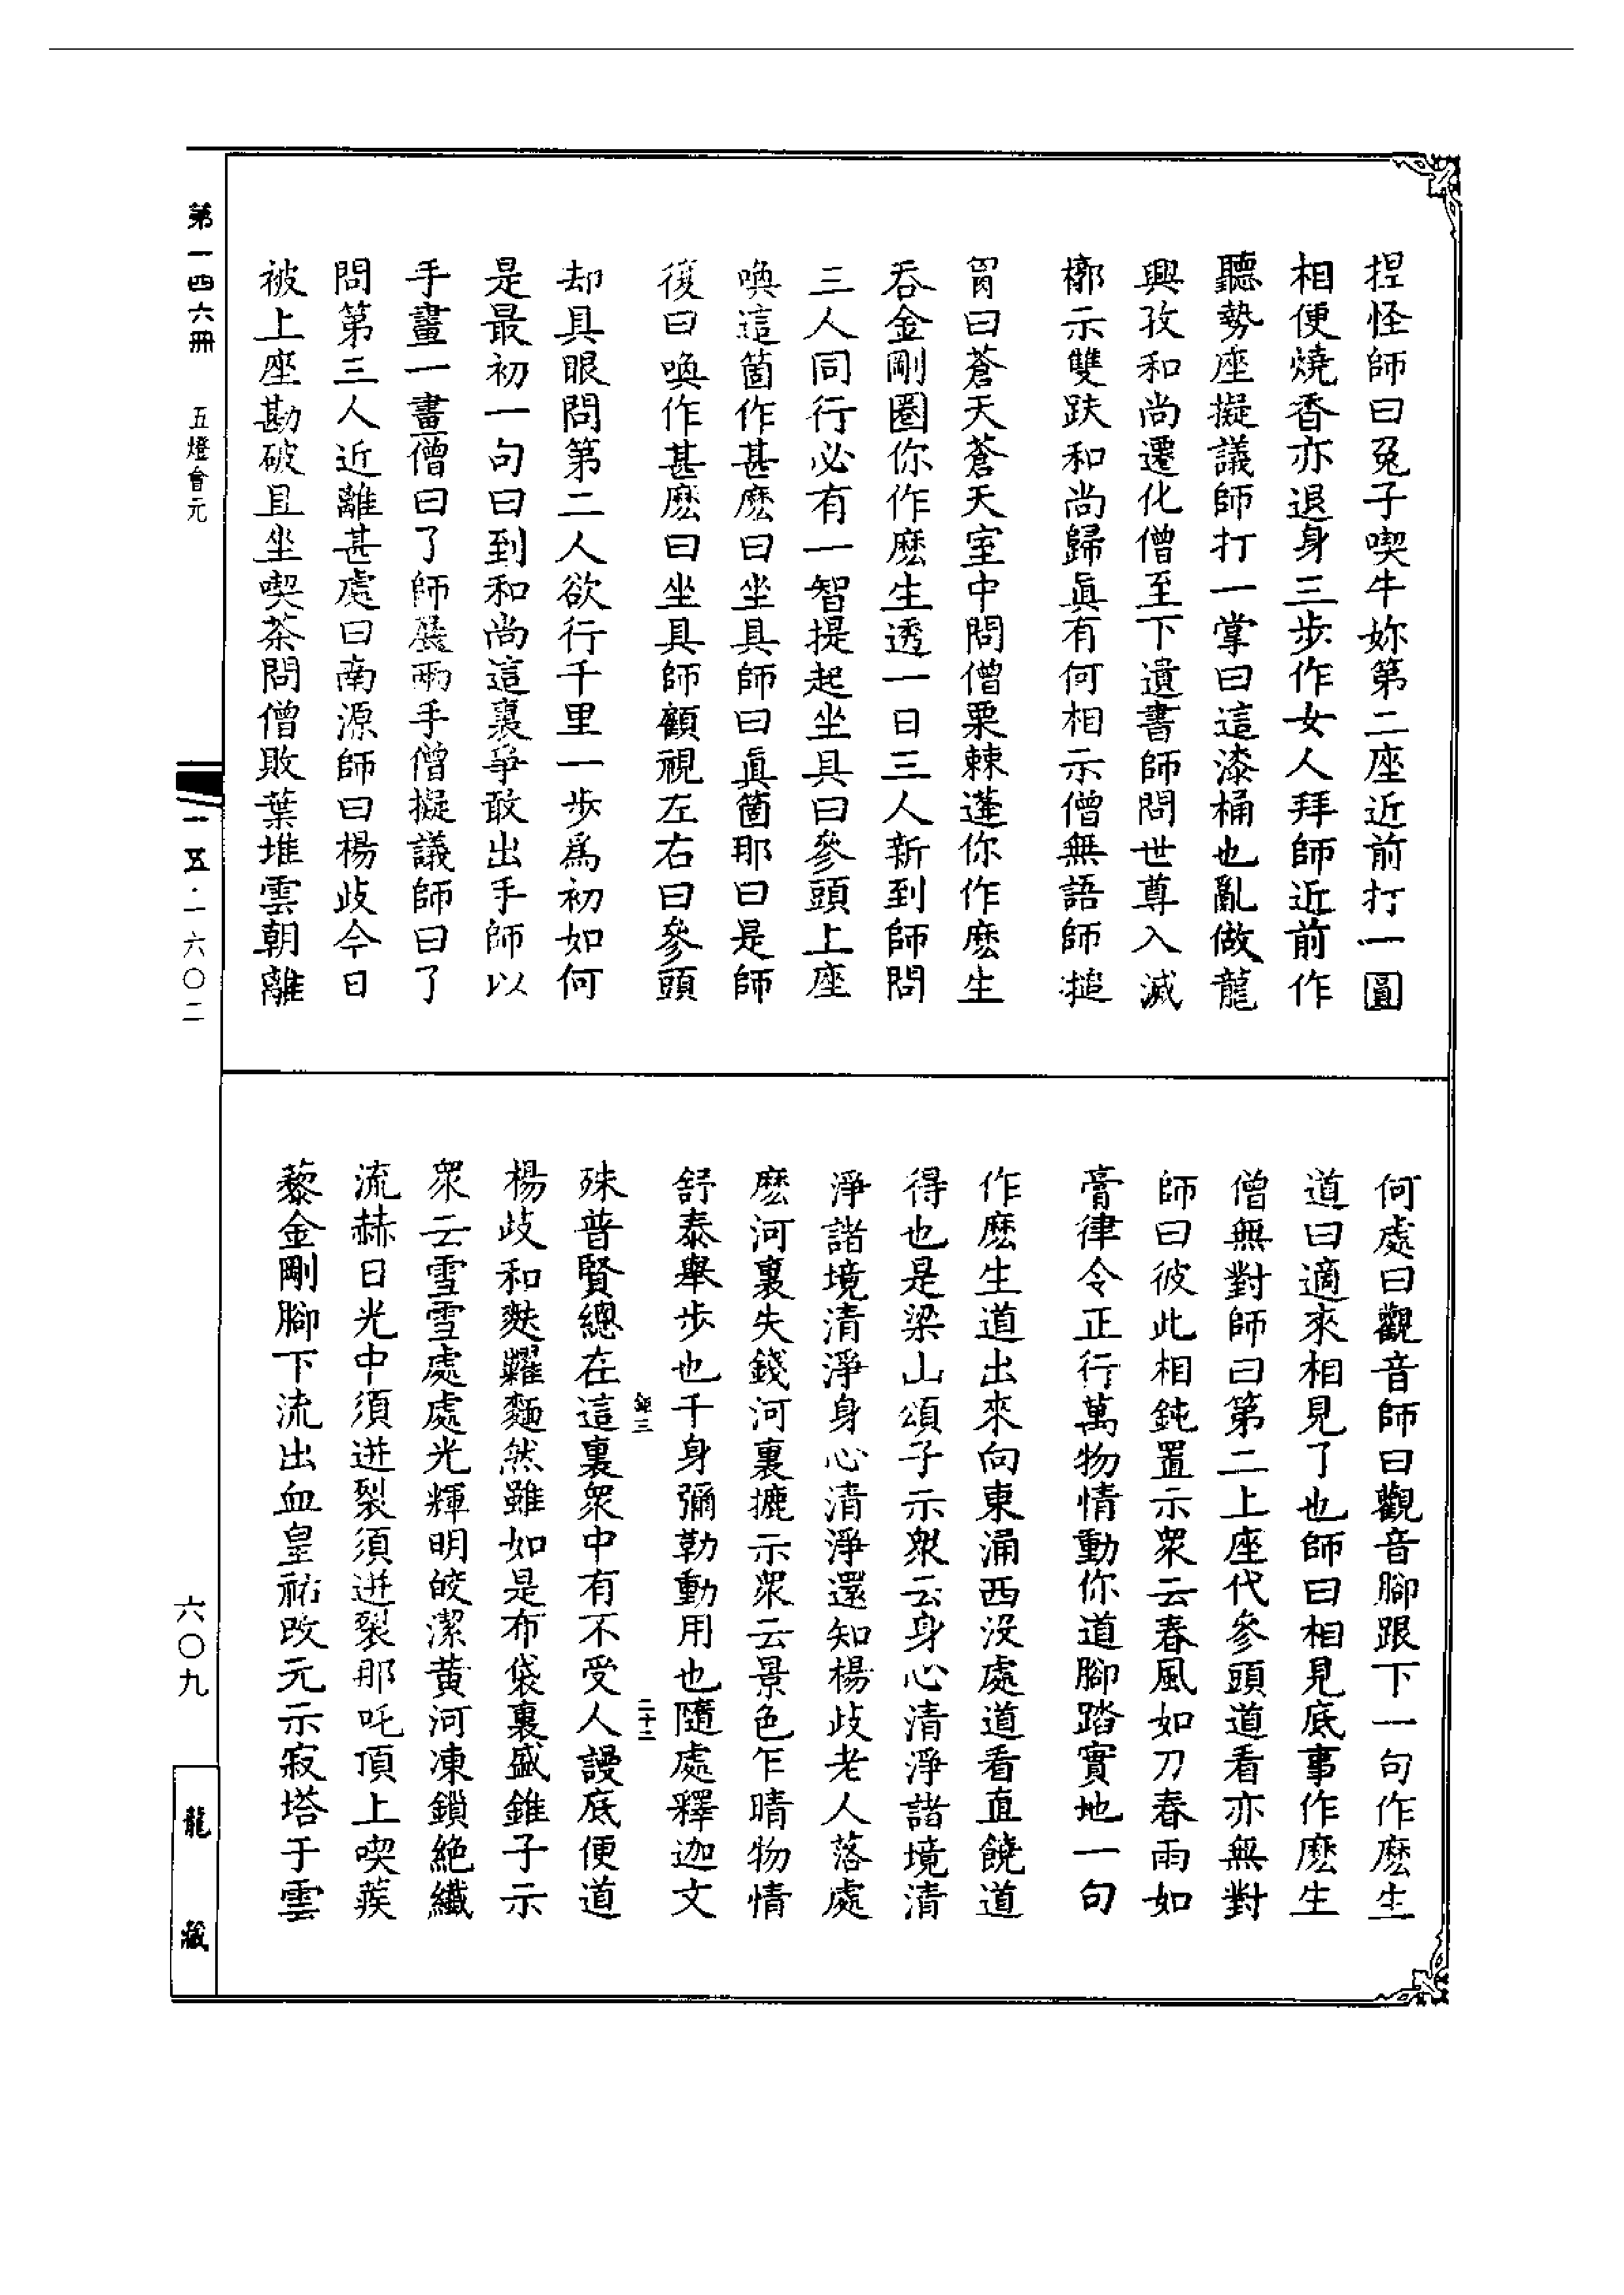 捏怪師曰兔子喫牛妳第二座近前打一圓
相便燒香亦退身三步作女人拜師近前作
聽勢座擬議師打一掌曰這漆桶也亂做龍
興孜和尚遷化僧至下遺書師問世尊入滅
槨示雙趺和尚歸眞有何相示僧無語師搥
胷曰蒼天蒼天室中問僧栗棘蓬你作麽生
吞金剛圈你作麽生透一日三人新到師問
三人同行必有一智提起坐具曰參頭上座
喚這箇作甚麽曰坐具師曰眞箇那曰是師
復曰喚作甚麽曰坐具師顧視左右曰參頭
却具眼問第二人欲行千里一步爲初如何
是最初一句曰到和尚這裏爭敢出手師以
手畫一畫僧曰了師展兩手僧擬議師曰了
問第三人近離甚處曰南源師曰楊歧今日
被上座勘破且坐喫茶問僧敗葉堆雲朝離
第一四六冊 五燈會元
一一五·一六〇二
何處曰觀音師曰觀音腳跟下一句作麽生
道曰適來相見了也師曰相見底事作麽生
僧無對師曰第二上座代參頭道看亦無對
師曰彼此相鈍置示衆云春風如刀春雨如
膏律令正行萬物情動你道腳踏實地一句
作麽生道出來向東涌西沒處道看直饒道
得也是梁山頌子示衆云身心清淨諸境清
淨諸境清淨身心清淨還知楊歧老人落處
麽河裏失錢河裏摝示衆云景色乍晴物情
舒泰舉步也千身彌勒動用也隨處釋迦文
三 二十三
殊普賢總在這裏衆中有不受人謾底便道
楊歧和麩糶麵然雖如是布袋裏盛錐子示
衆云雪雪處處光輝明皎潔黃河凍鎖絕纖
流赫日光中須迸裂須迸裂那吒頂上喫蒺
藜金剛腳下流出血皇祐改元示寂塔于雲
六〇九
龍藏